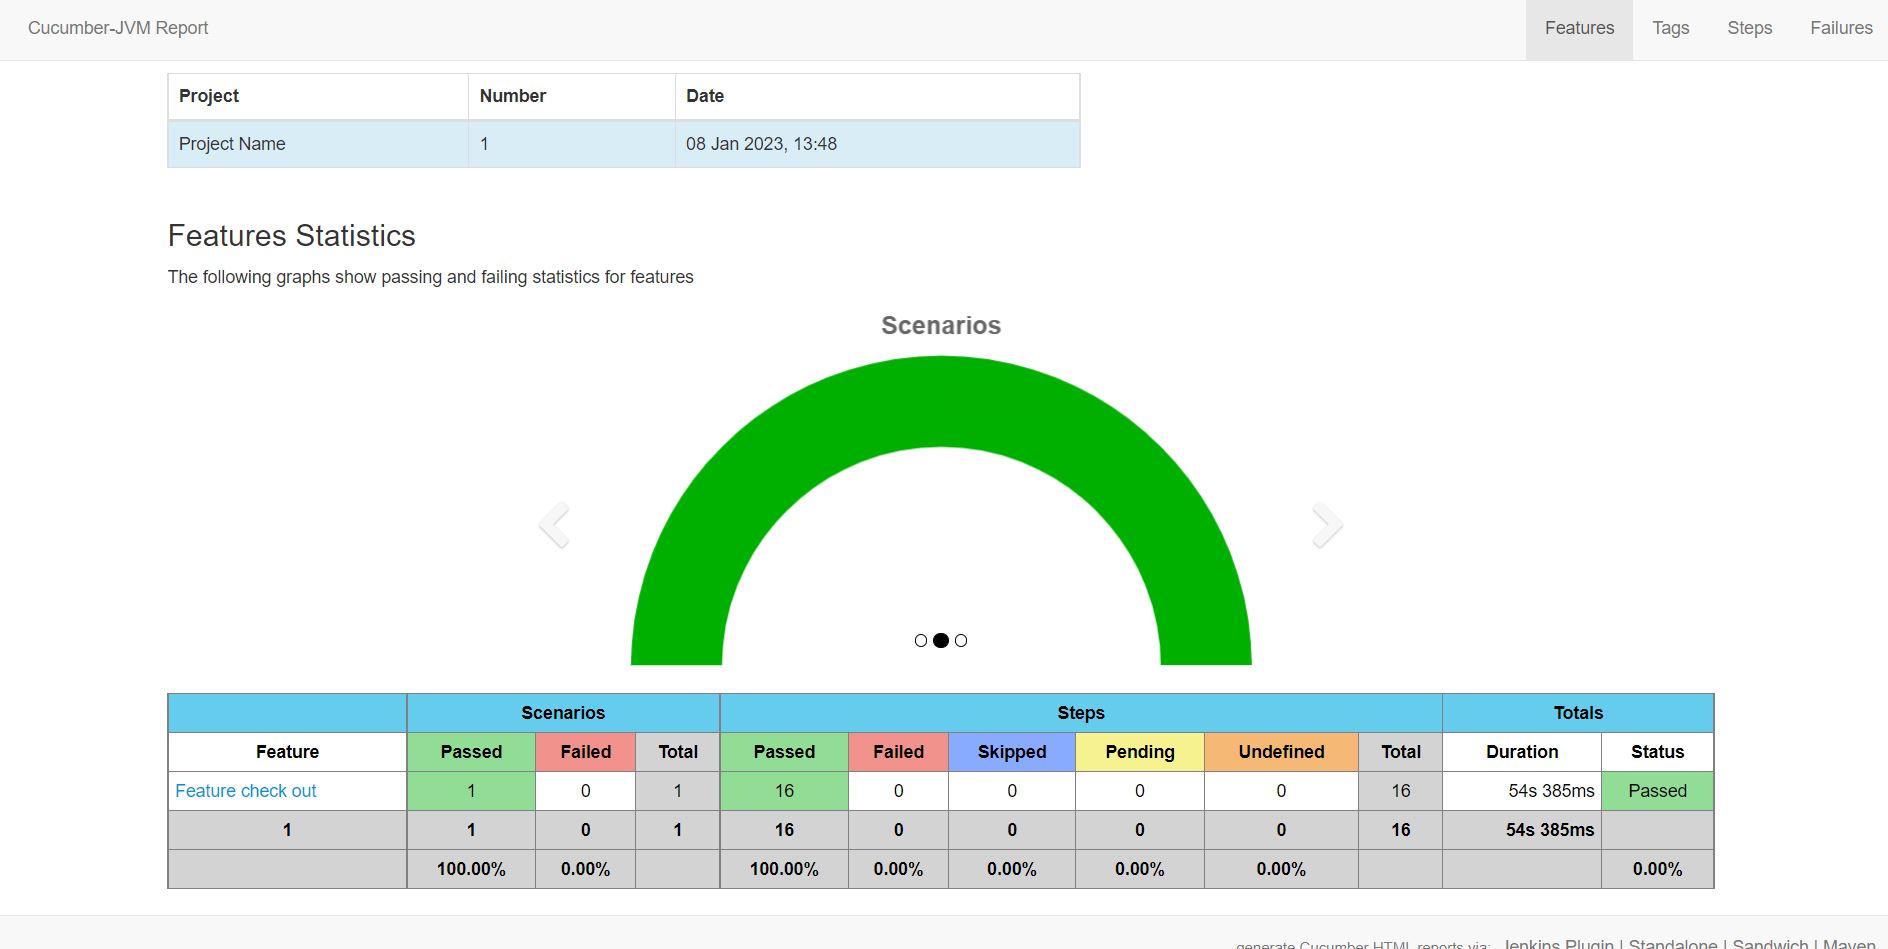 Cucumber-JVM Report Features Tags Steps Failures
Project Number Date
Project Name 1 08 Jan 2023, 13:48
Features Statistics
The following graphs show passing and failing statistics for features
Scenarios
Scenarios Steps Totals
Feature Passed Failed Total Passed Failed Skipped Pending Undefined Total Duration Status
Feature check out 1 0 1 16 0 0 0 0 16 54s 385ms Passed
1 1 0 1 16 0 0 0 0 16 54s 385ms
100.00% 0.00% 100.00% 0.00% 0.00% 0.00% 0.00% 0.00%
generate Cucumber HTML reports via: Jenkins Plugin | Standalone | Sandwich | Maven